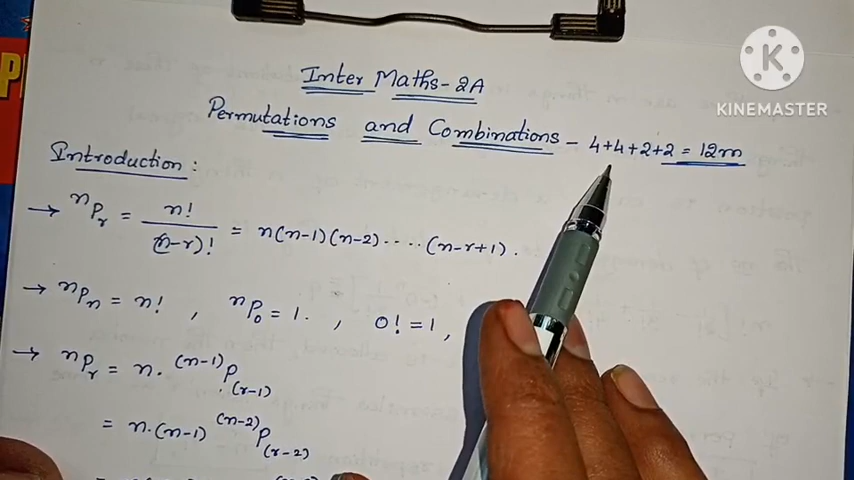 Inter Maths-2A
Permutations and Combinations - 4+4+2+2 = 12m
Introduction :
→ ⁿPᵣ = n! / (n-r)! = n(n-1)(n-2)....(n-r+1).
→ ⁿPₙ = n! , ⁿP₀ = 1. , 0! = 1,
→ ⁿPᵣ = n. ⁽ⁿ⁻¹⁾P₍ᵣ₋₁₎
= n.(n-1) ⁽ⁿ⁻²⁾P₍ᵣ₋₂₎
KINEMASTER